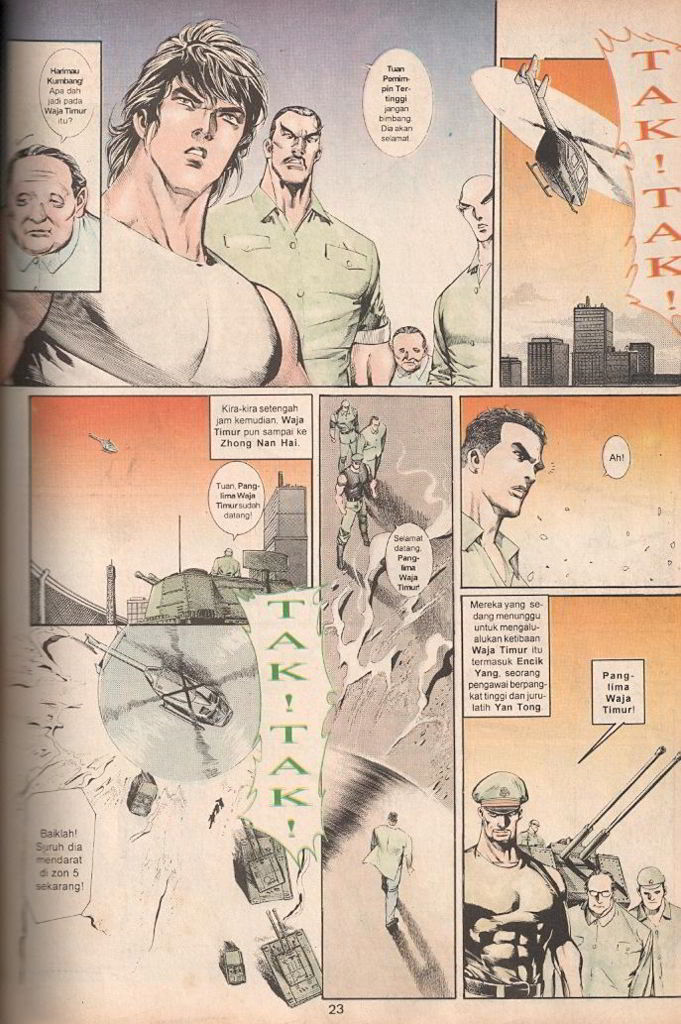 Harimau
Kumbang!
Apa dah
jadi pada
Waja Timur
itu?
Tuan
Pemim-
pin Ter-
tinggi
jangan
bimbang.
Dia akan
selamat.
TAK! TAK!
Kira-kira setengah
jam kemudian, Waja
Timur pun sampai ke
Zhong Nan Hai.
Tuan, Pang-
lima Waja
Timur sudah
datang!
TAK! TAK!
Baiklah!
Suruh dia
mendarat
di zon 5
sekarang!
Selamat
datang,
Pang-
lima
Waja
Timur!
Ah!
Mereka yang se-
dang menunggu
untuk mengalu-
alukan ketibaan
Waja Timur itu
termasuk Encik
Yang, seorang
pengawai berpang-
kat tinggi dan juru-
latih Yan Tong.
Pang-
lima
Waja
Timur!
23